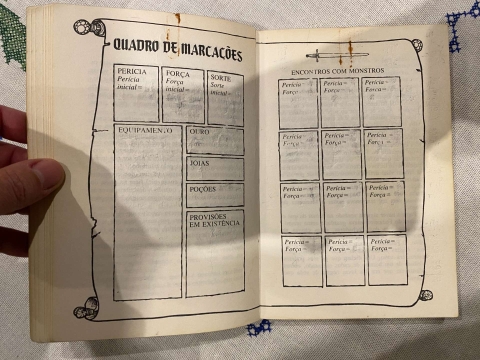 QUADRO DE MARCAÇÕES
PERÍCIA
Perícia
inicial=
FORÇA
Força
inicial=
SORTE
Sorte
inicial=
EQUIPAMENTO
OURO
JOIAS
POÇÕES
PROVISÕES
EM EXISTÊNCIA
ENCONTROS COM MONSTROS
Perícia=
Força=
Perícia=
Força=
Perícia=
Força=
Perícia=
Força=
Perícia=
Força=
Perícia=
Força=
Perícia=
Força=
Perícia=
Força=
Perícia=
Força=
Perícia=
Força=
Perícia=
Força=
Perícia=
Força=